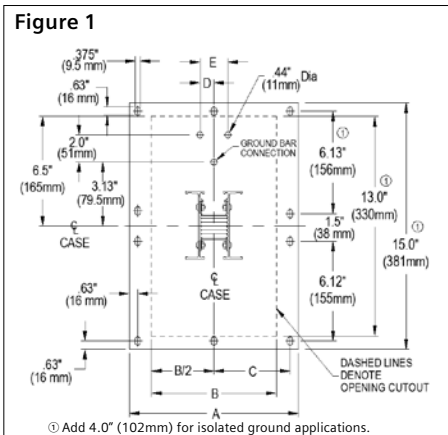 Figure 1
.375"
(9.5 mm)
E
D
.44" Dia
(11mm)
.63"
(16 mm)
2.0"
(51mm)
GROUND BAR
CONNECTION
①
6.13"
(156mm)
①
13.0"
(330mm)
①
15.0"
(381mm)
6.5"
(165mm)
3.13"
(79.5mm)
1.5"
(38 mm)
℄
CASE
℄
CASE
6.12"
(155mm)
.63"
(16 mm)
.63"
(16 mm)
B/2
C
B
A
DASHED LINES
DENOTE
OPENING CUTOUT
① Add 4.0" (102mm) for isolated ground applications.